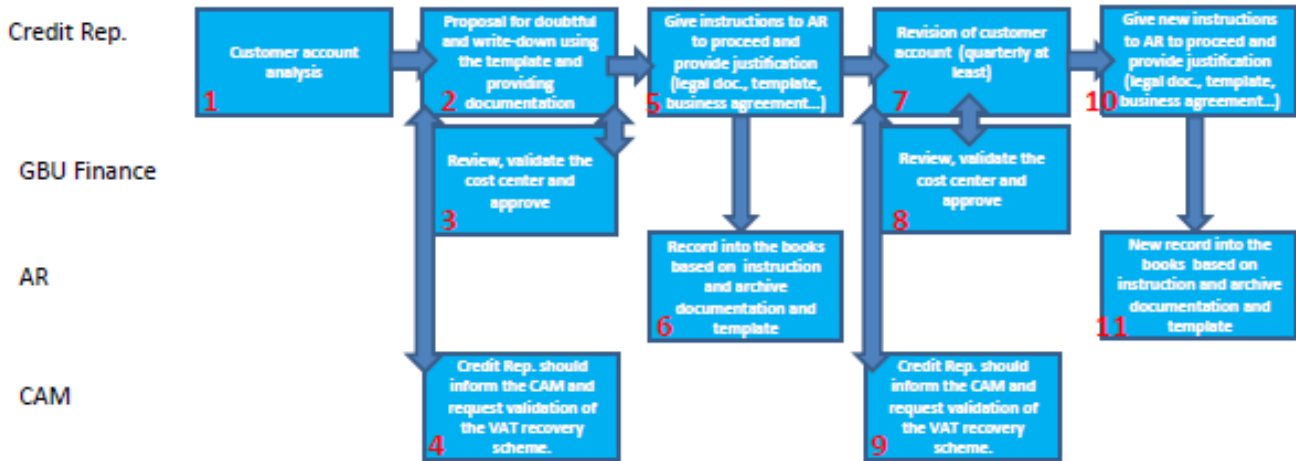 Credit Rep.
Customer account
analysis
1
Proposal for doubtful
and write-down using
the template and
providing
documentation
2
Give instructions to AR
to proceed and
provide justification
(legal doc., template,
business agreement...)
5
Revision of customer
account (quarterly at
least)
7
Give new instructions
to AR to proceed and
provide justification
(legal doc., template,
business agreement...)
10
GBU Finance
Review, validate the
cost center and
approve
3
Review, validate the
cost center and
approve
8
AR
Record into the books
based on instruction
and archive
documentation and
template
6
New record into the
books based on
instruction and archive
documentation and
template
11
CAM
Credit Rep. should
inform the CAM and
request validation of
the VAT recovery
scheme.
4
Credit Rep. should
inform the CAM and
request validation of
the VAT recovery
scheme.
9